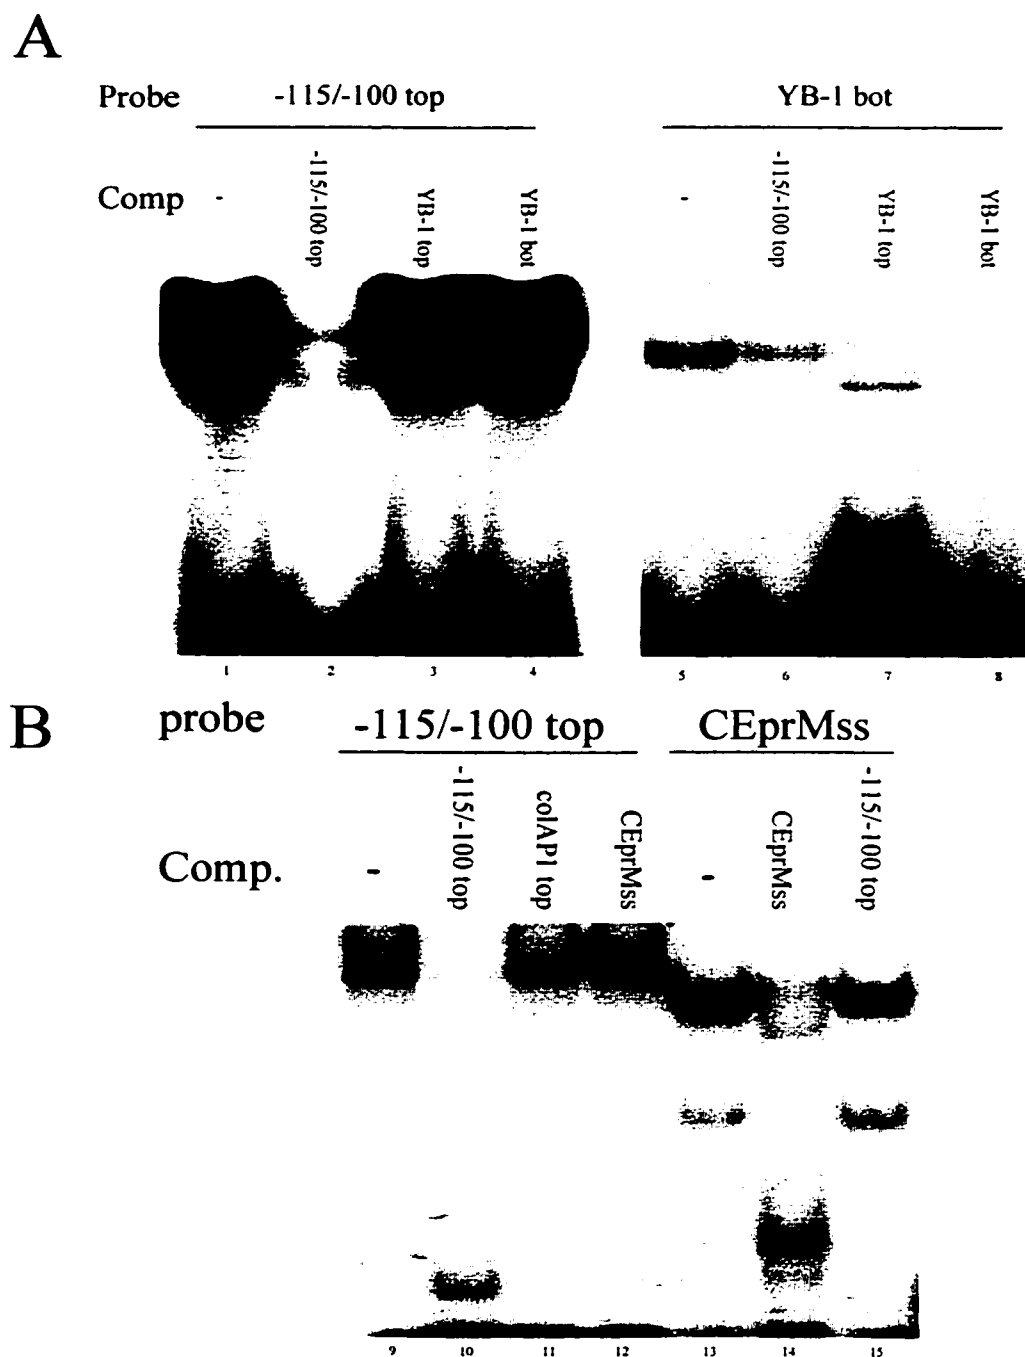 A
Probe -115/-100 top YB-1 bot
Comp - -115/-100 top YB-1 top YB-1 bot - -115/-100 top YB-1 top YB-1 bot
1 2 3 4 5 6 7 8
B probe -115/-100 top CEprMss
Comp. - -115/-100 top colAP1 top CEprMss - CEprMss -115/-100 top
9 10 11 12 13 14 15